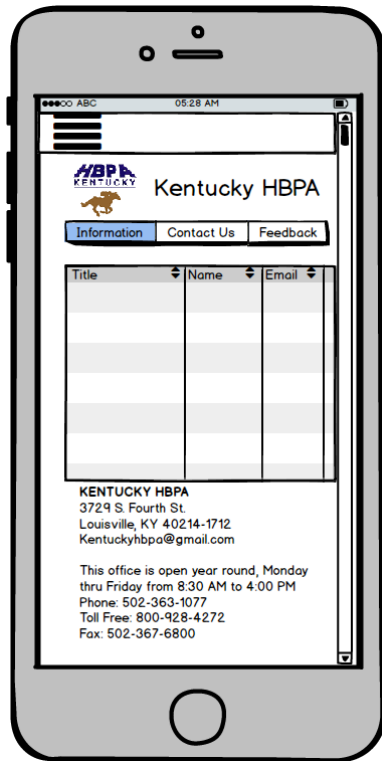 ABC 05:28 AM
HBPA
KENTUCKY
Kentucky HBPA
Information Contact Us Feedback
Title Name Email
KENTUCKY HBPA
3729 S. Fourth St.
Louisville, KY 40214-1712
Kentuckyhbpa@gmail.com
This office is open year round, Monday
thru Friday from 8:30 AM to 4:00 PM
Phone: 502-363-1077
Toll Free: 800-928-4272
Fax: 502-367-6800